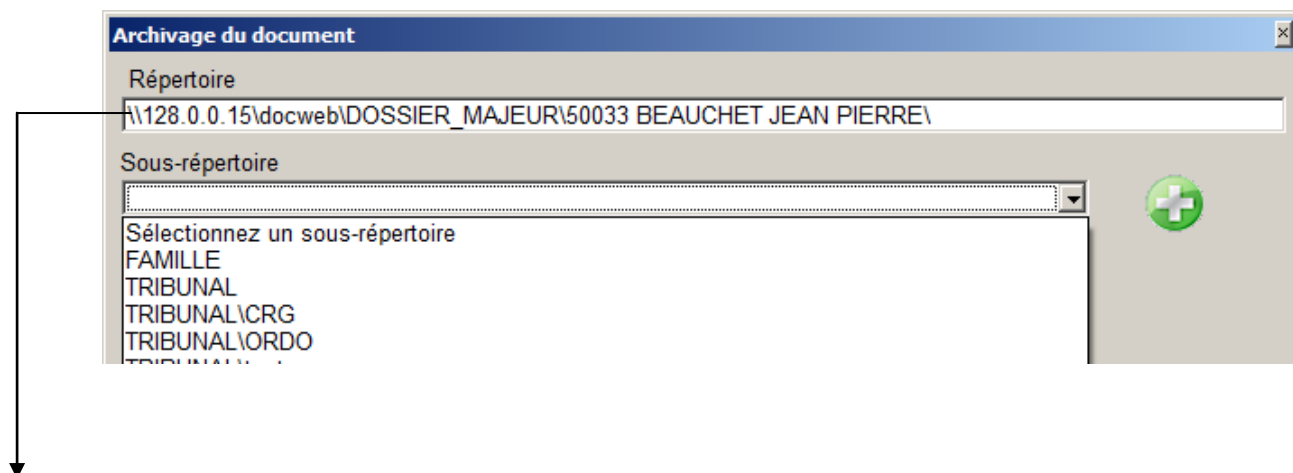 Archivage du document
Répertoire
\\128.0.0.15\docweb\DOSSIER_MAJEUR\50033 BEAUCHET JEAN PIERRE\
Sous-répertoire
Sélectionnez un sous-répertoire
FAMILLE
TRIBUNAL
TRIBUNAL\CRG
TRIBUNAL\ORDO